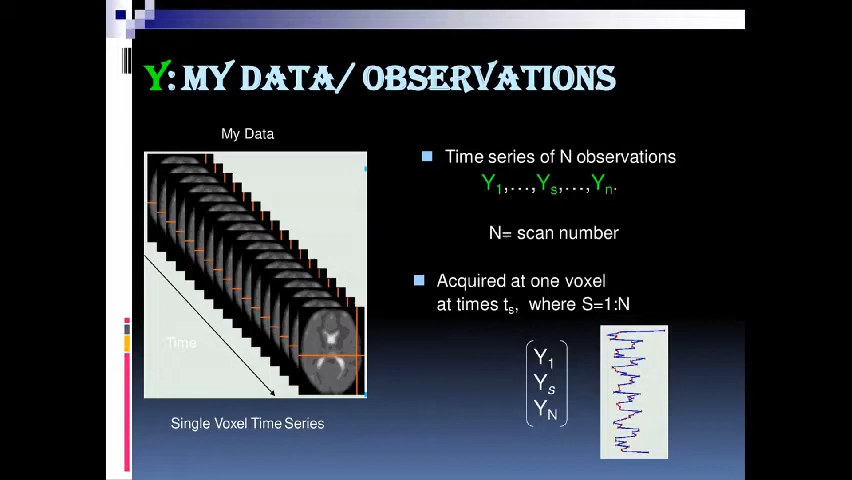 Y: MY DATA/ OBSERVATIONS
My Data
Time
Single Voxel Time Series
Time series of N observations
Y1,…,Ys,…,Yn.
N= scan number
Acquired at one voxel
at times ts, where S=1:N
Y1
Ys
YN